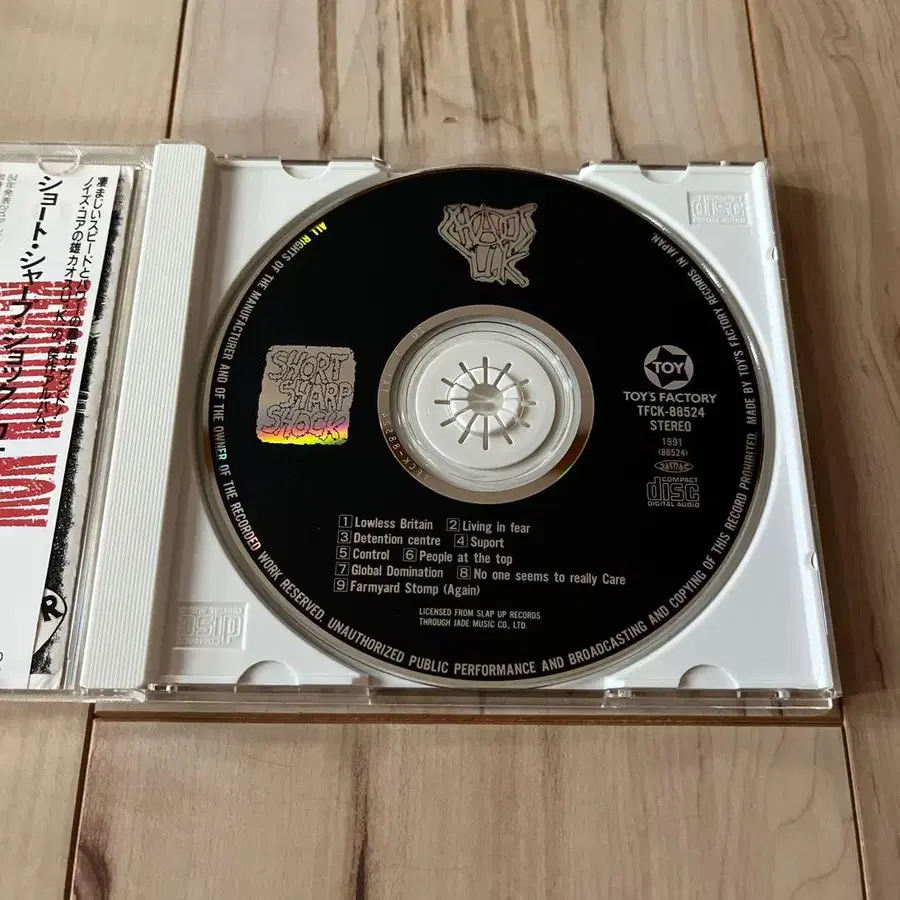 ショート・シャープ・ショック
CHAOS
U.K
SHORT
SHARP
SHOCK
TOY
TOY'S FACTORY
TFCK-88524
STEREO
1991
(88524)
JASRAC
COMPACT
disc
DIGITAL AUDIO
1 Lowless Britain 2 Living in fear
3 Detention centre 4 Suport
5 Control 6 People at the top
7 Global Domination 8 No one seems to really Care
9 Farmyard Stomp (Again)
LICENSED FROM SLAP UP RECORDS
THROUGH JADE MUSIC CO., LTD.
ALL RIGHTS OF THE MANUFACTURER AND OF THE OWNER OF THE RECORDED WORK RESERVED. UNAUTHORIZED PUBLIC PERFORMANCE AND BROADCASTING AND COPYING OF THIS RECORD PROHIBITED. MADE BY TOY'S FACTORY RECORDS IN JAPAN
COMPACT
disc
disc